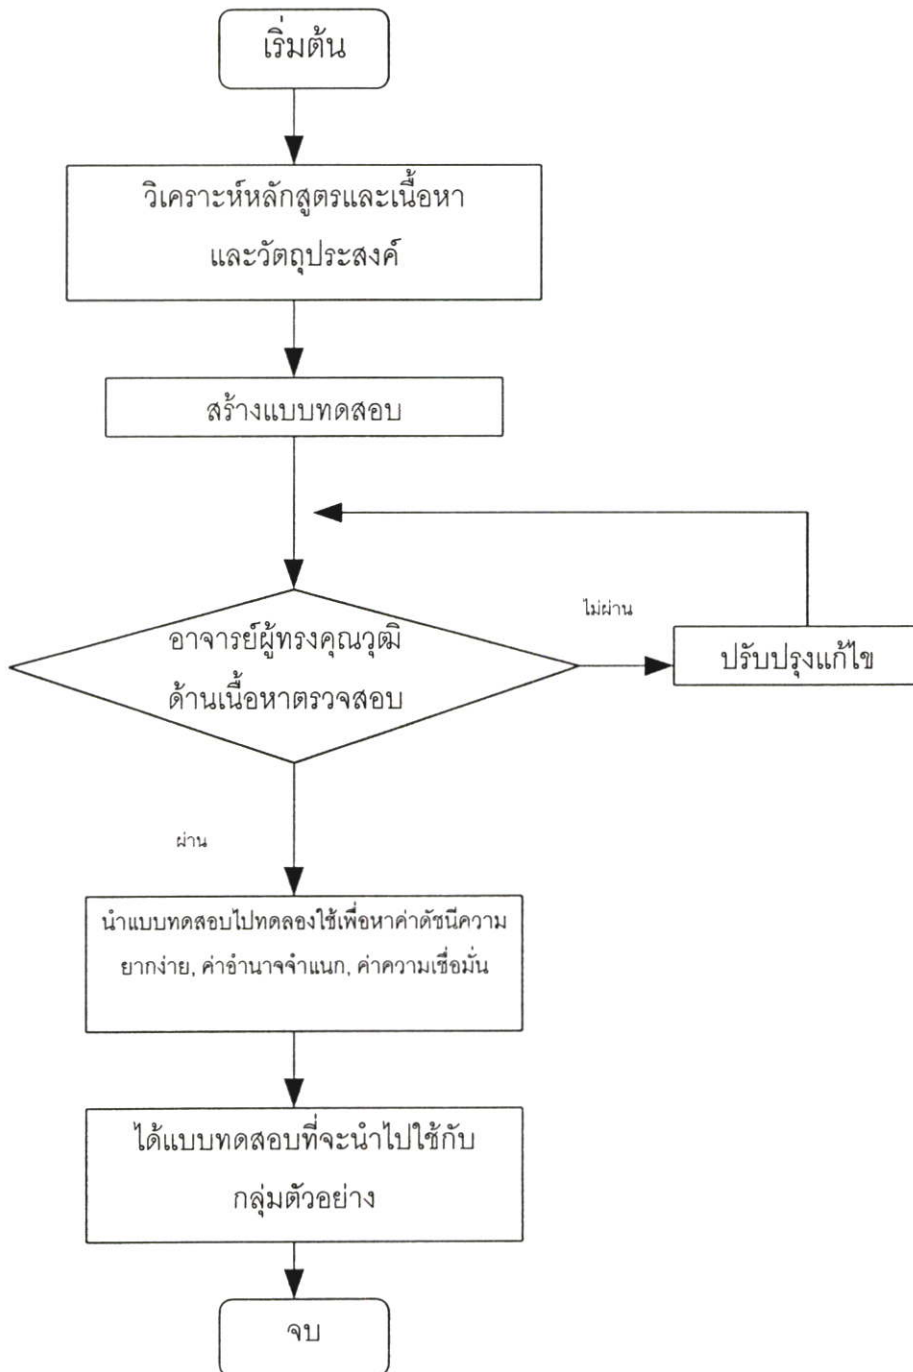 เริ่มต้น
วิเคราะห์หลักสูตรและเนื้อหา
และวัตถุประสงค์
สร้างแบบทดสอบ
อาจารย์ผู้ทรงคุณวุฒิ
ด้านเนื้อหาตรวจสอบ
ไม่ผ่าน
ปรับปรุงแก้ไข
ผ่าน
นำแบบทดสอบไปทดลองใช้เพื่อหาค่าดัชนีความ
ยากง่าย, ค่าอำนาจจำแนก, ค่าความเชื่อมั่น
ได้แบบทดสอบที่จะนำไปใช้กับ
กลุ่มตัวอย่าง
จบ